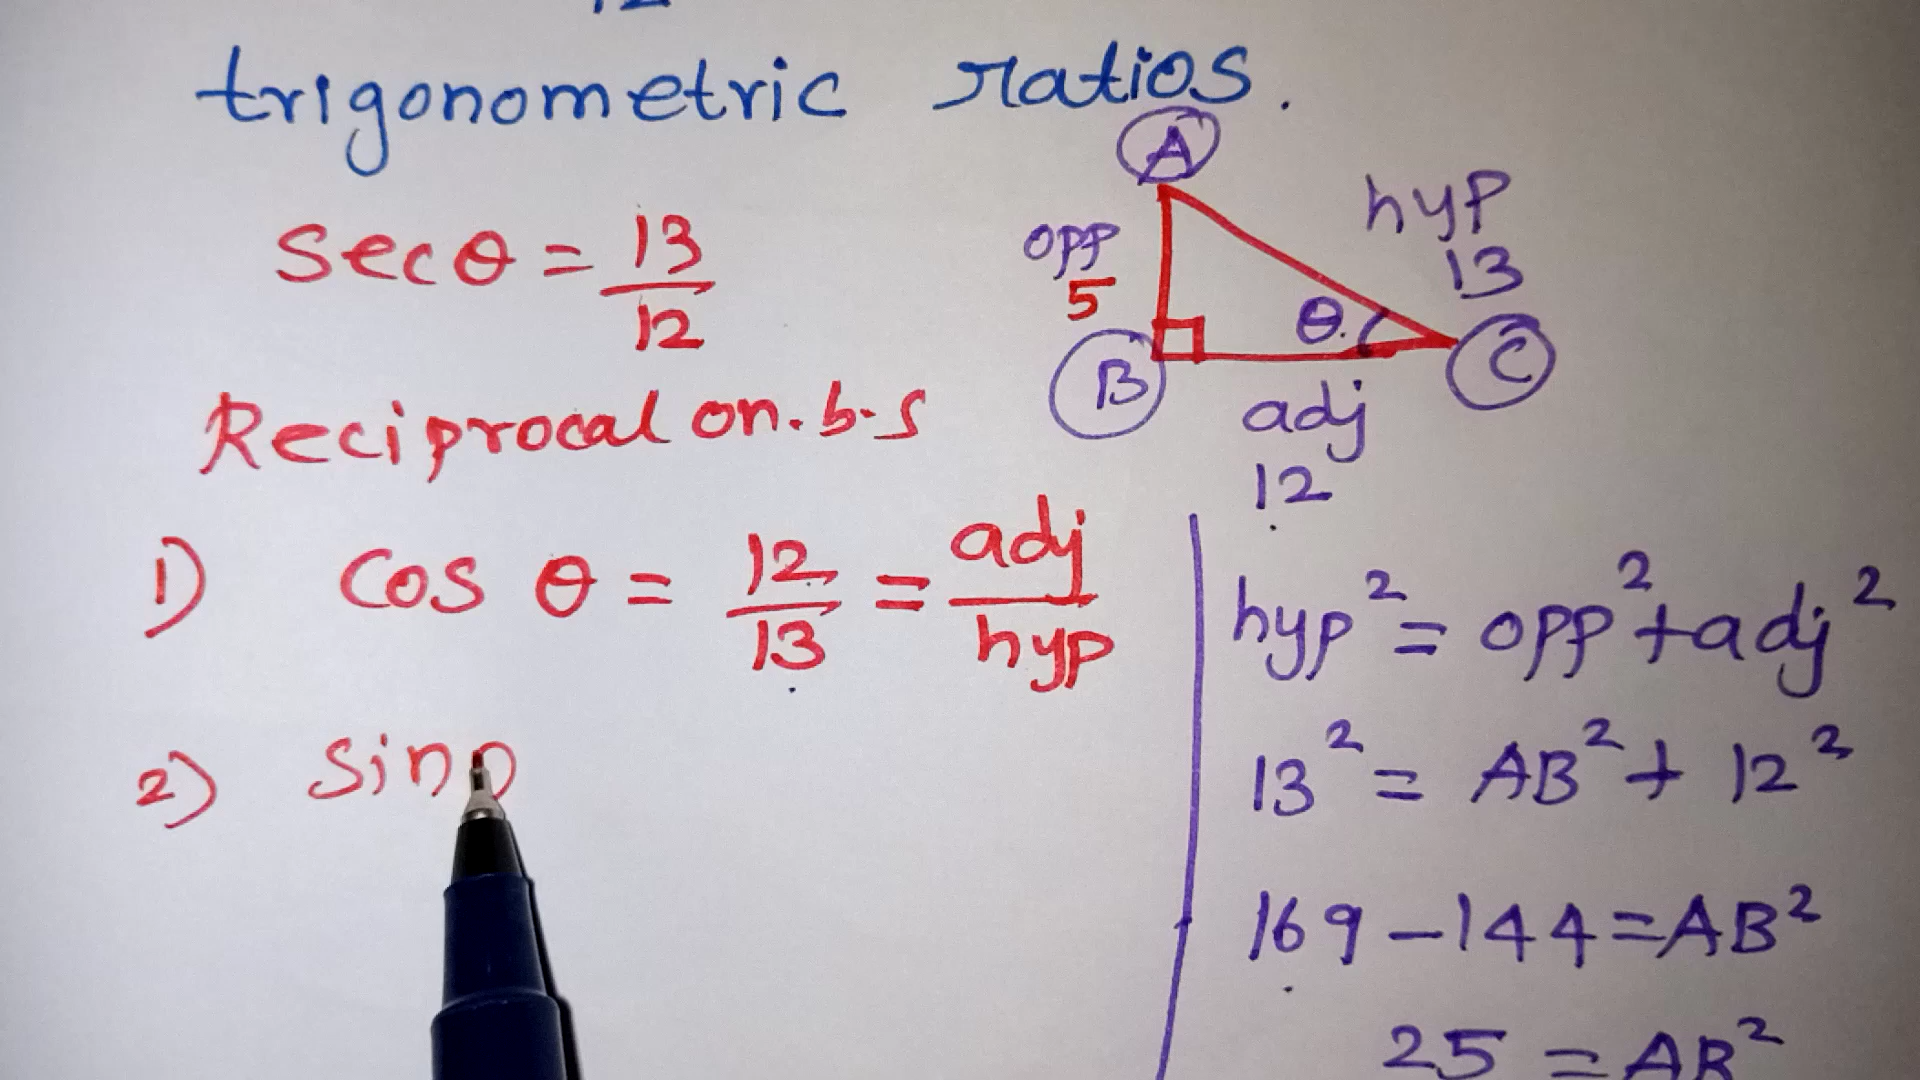 trigonometric ratios.
secθ = 13/12
Reciprocal on. b.s
1) cos θ = 12/13 = adj/hyp
2) sin
A
opp
5
hyp
13
θ
B
C
adj
12
hyp² = opp² + adj²
13² = AB² + 12²
169 - 144 = AB²
25 = AB²